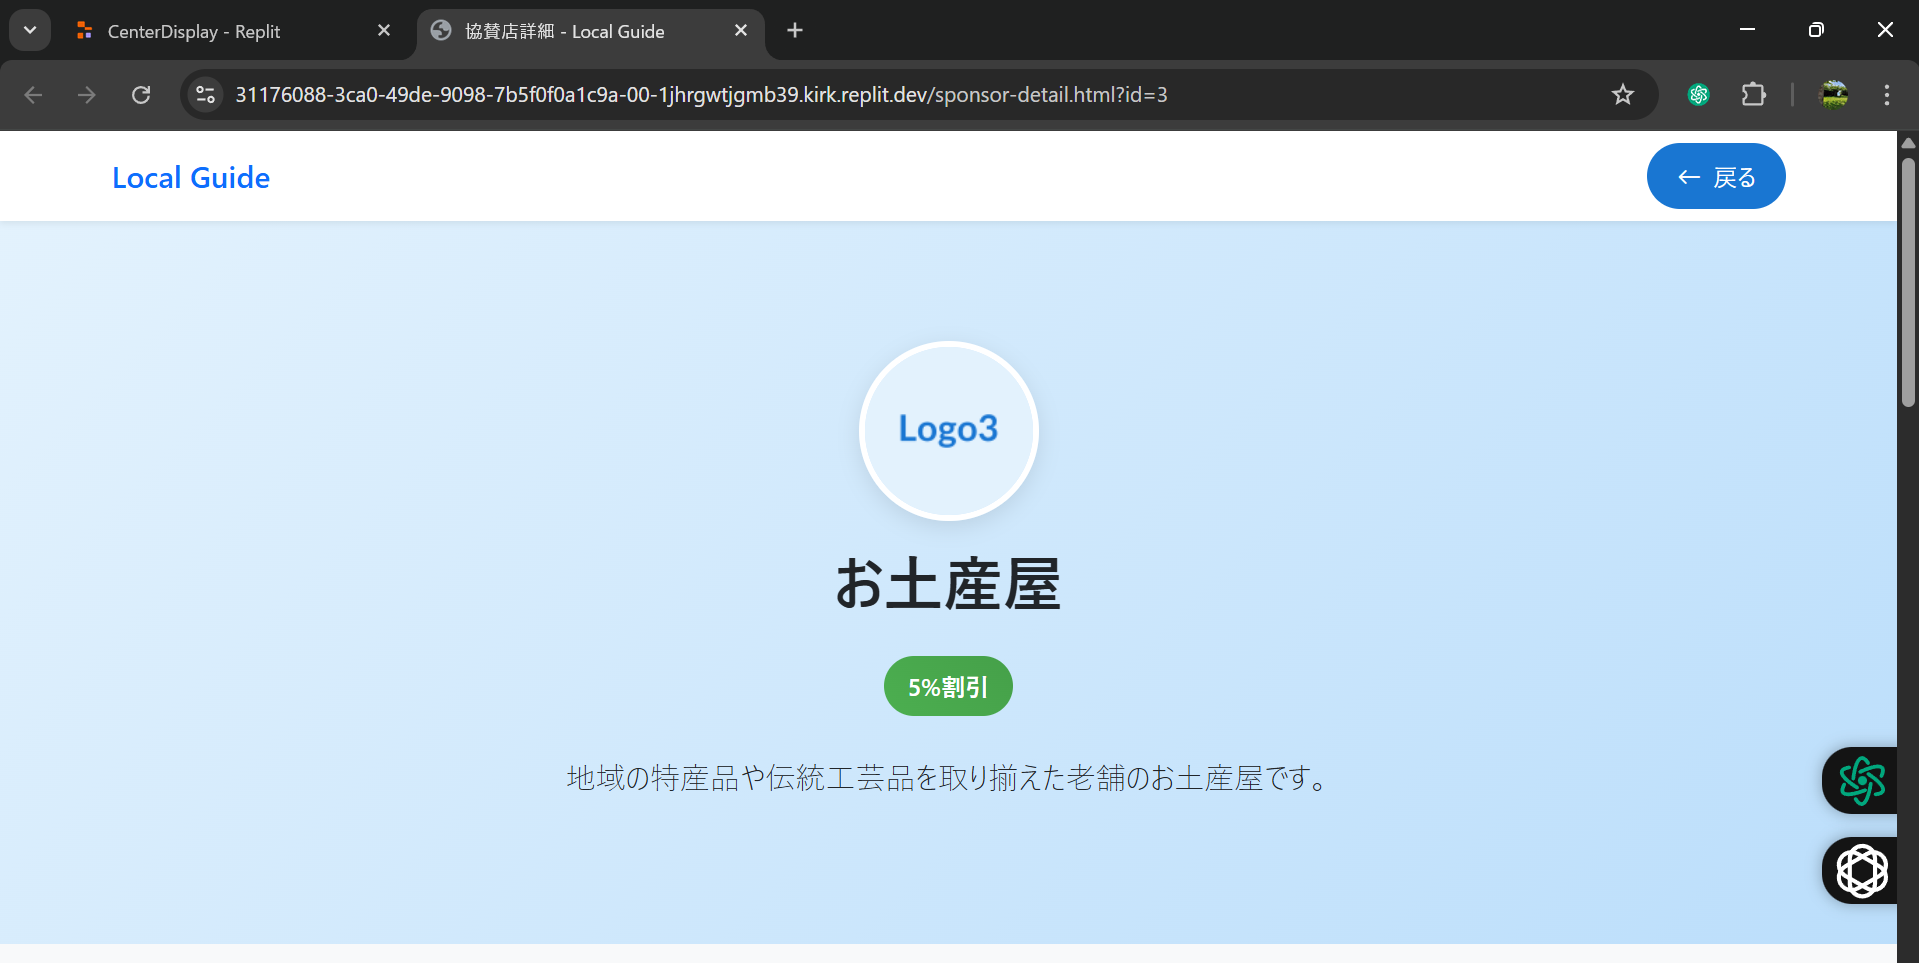 CenterDisplay - Replit
協賛店詳細 - Local Guide
31176088-3ca0-49de-9098-7b5f0f0a1c9a-00-1jhrgwtjgmb39.kirk.replit.dev/sponsor-detail.html?id=3
Local Guide
← 戻る
Logo3
お土産屋
5%割引
地域の特産品や伝統工芸品を取り揃えた老舗のお土産屋です。